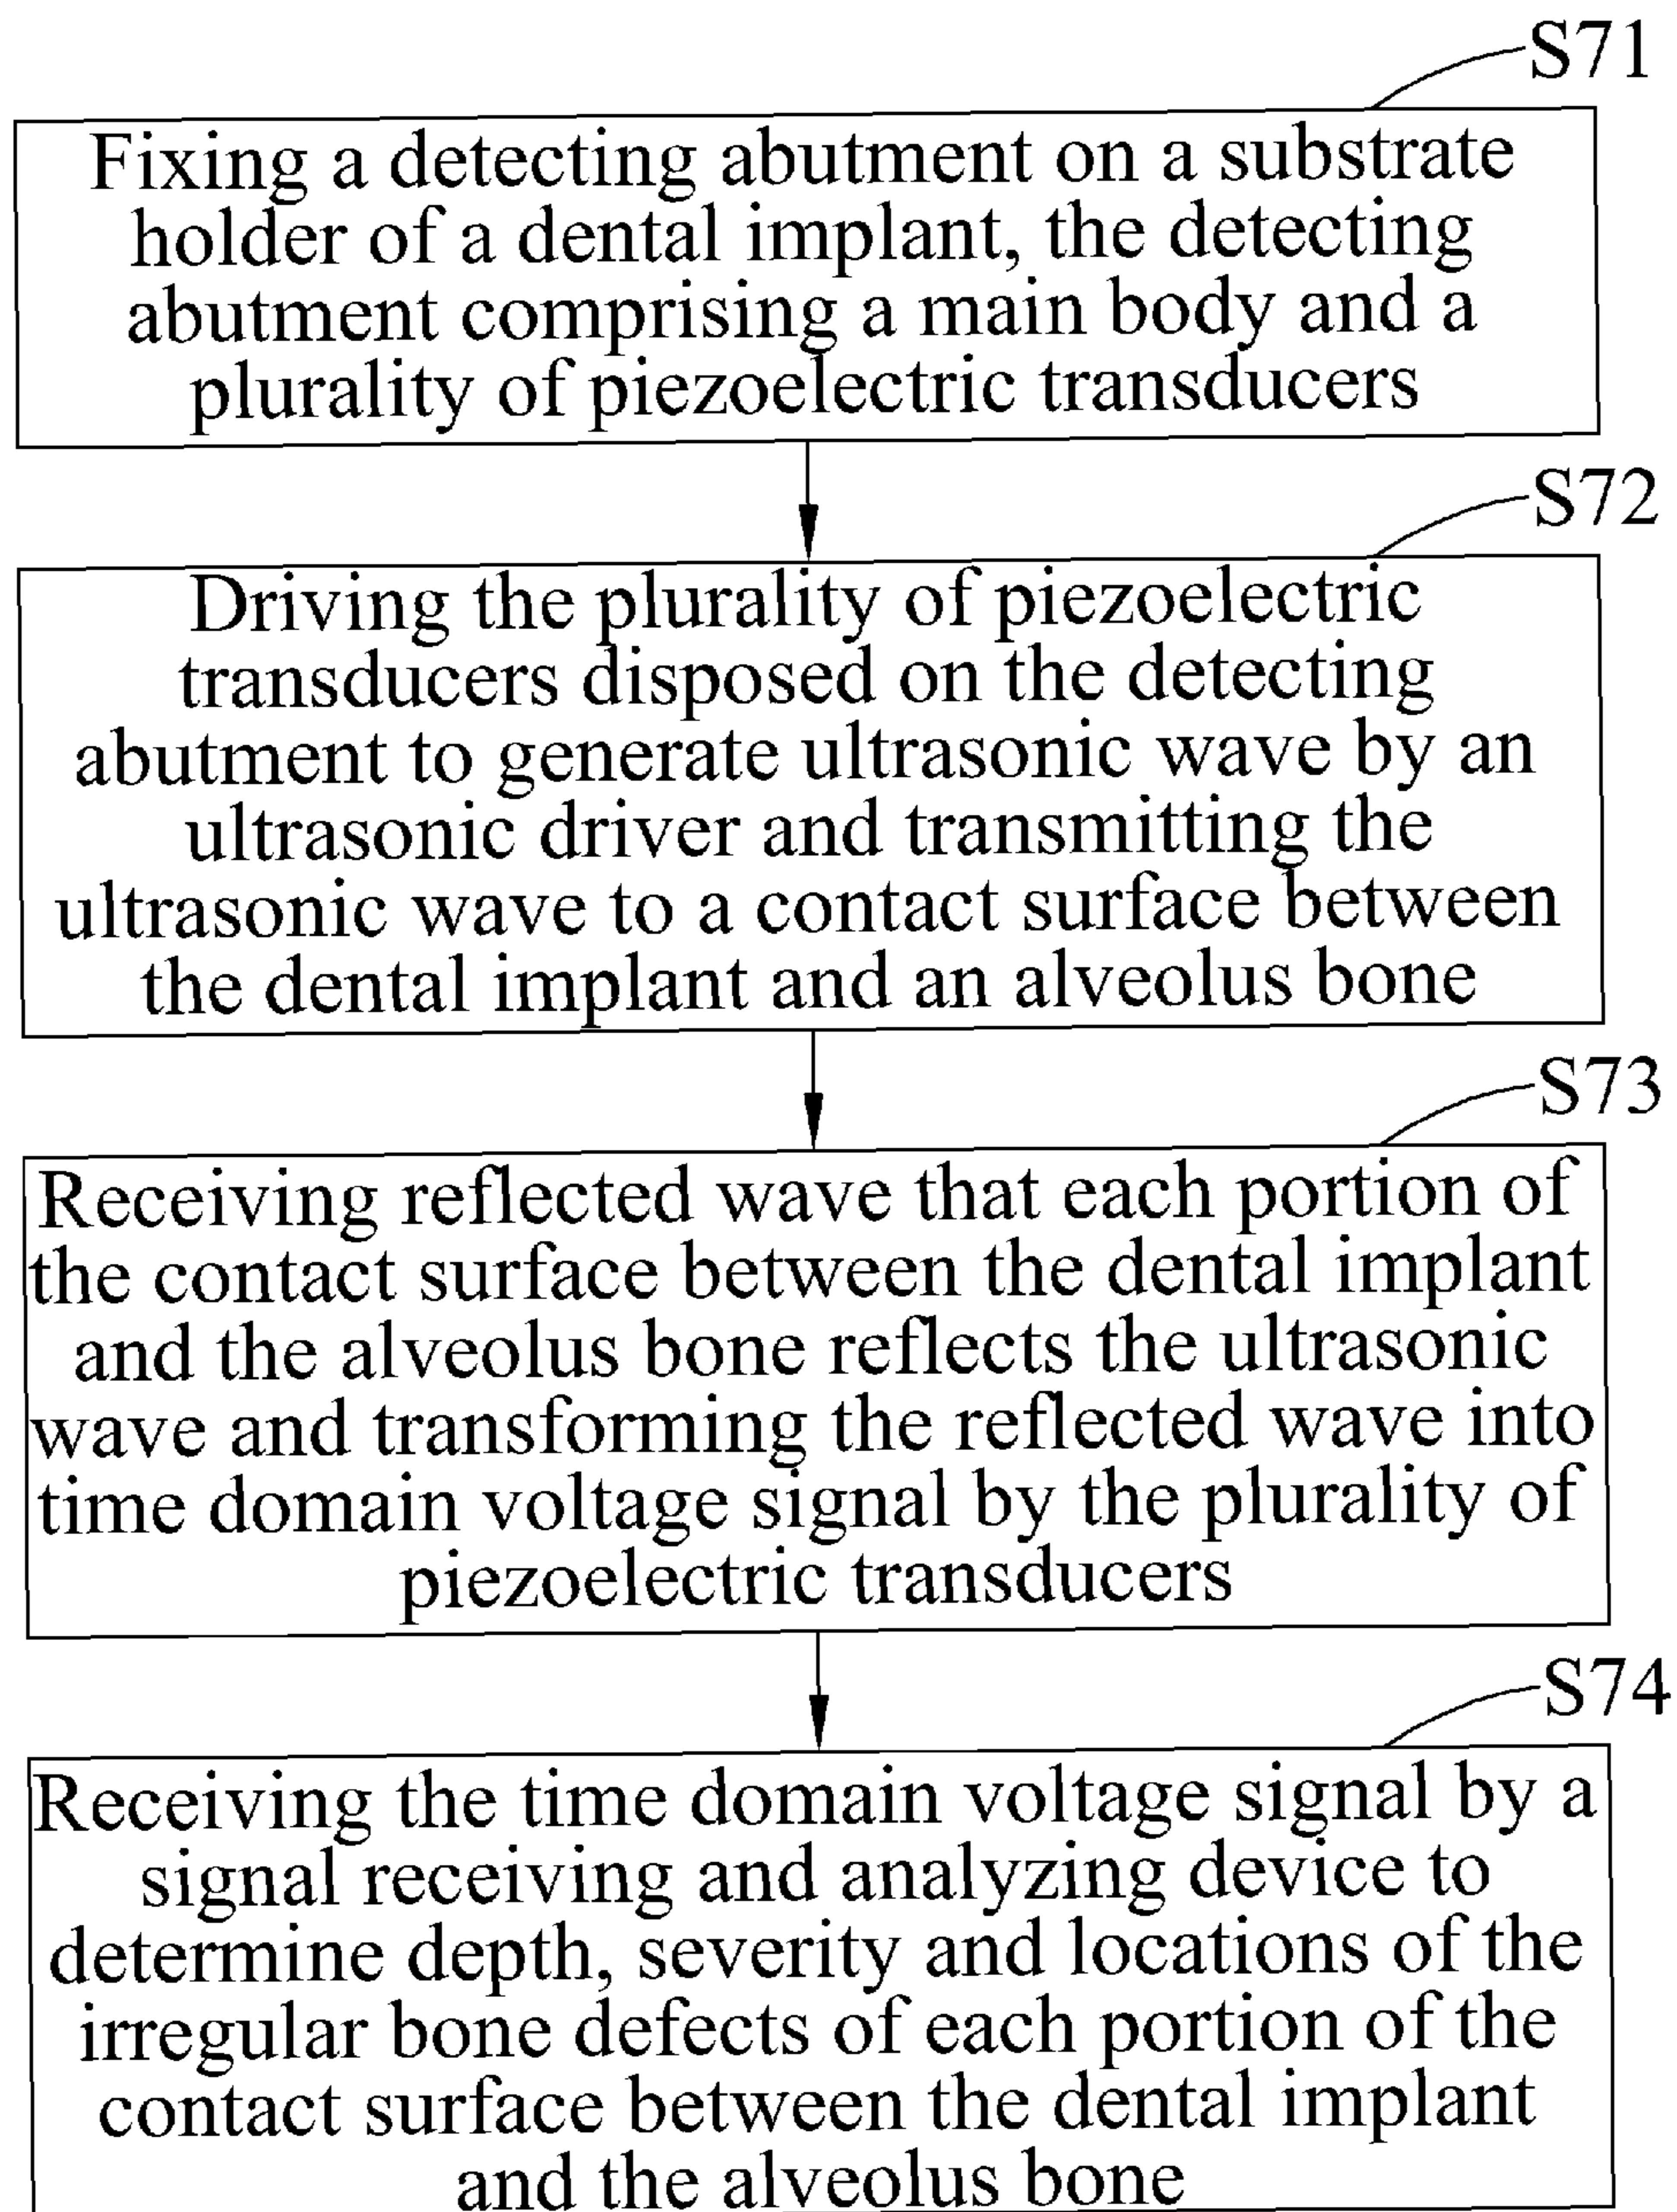 S71
Fixing a detecting abutment on a substrate
holder of a dental implant, the detecting
abutment comprising a main body and a
plurality of piezoelectric transducers
S72
Driving the plurality of piezoelectric
transducers disposed on the detecting
abutment to generate ultrasonic wave by an
ultrasonic driver and transmitting the
ultrasonic wave to a contact surface between
the dental implant and an alveolus bone
S73
Receiving reflected wave that each portion of
the contact surface between the dental implant
and the alveolus bone reflects the ultrasonic
wave and transforming the reflected wave into
time domain voltage signal by the plurality of
piezoelectric transducers
S74
Receiving the time domain voltage signal by a
signal receiving and analyzing device to
determine depth, severity and locations of the
irregular bone defects of each portion of the
contact surface between the dental implant
and the alveolus bone